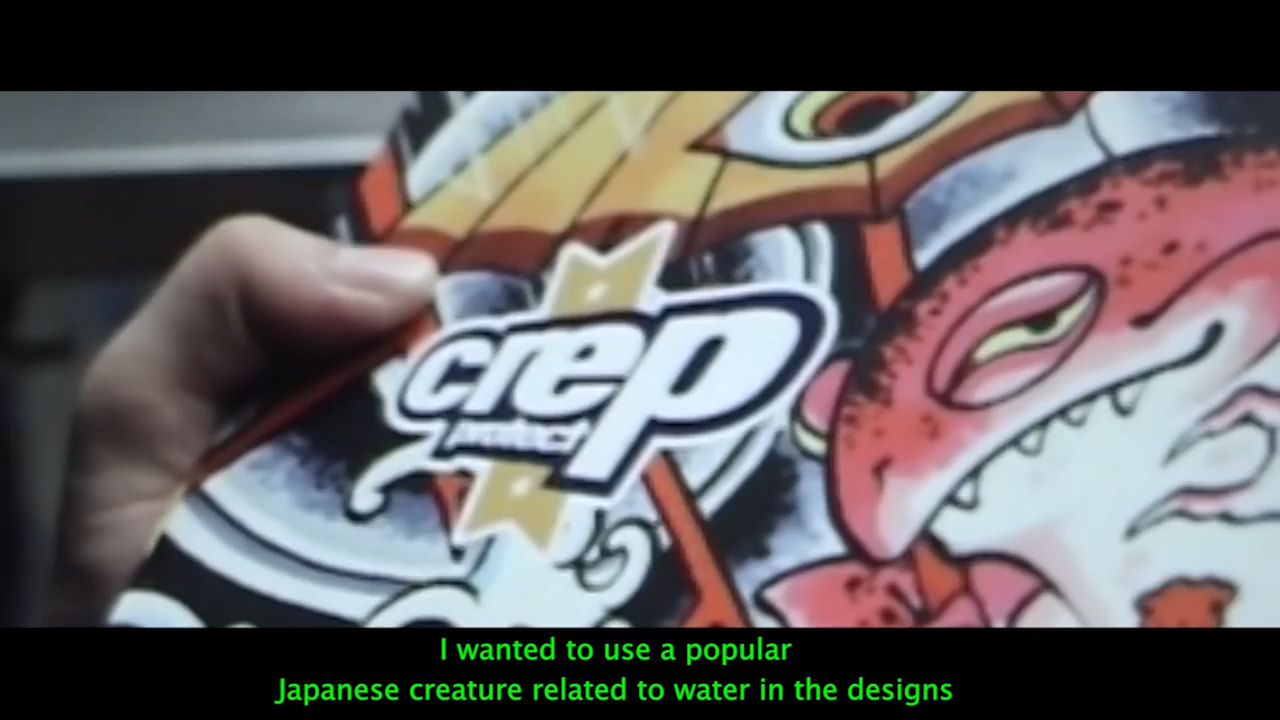 crep
protect
I wanted to use a popular
Japanese creature related to water in the designs